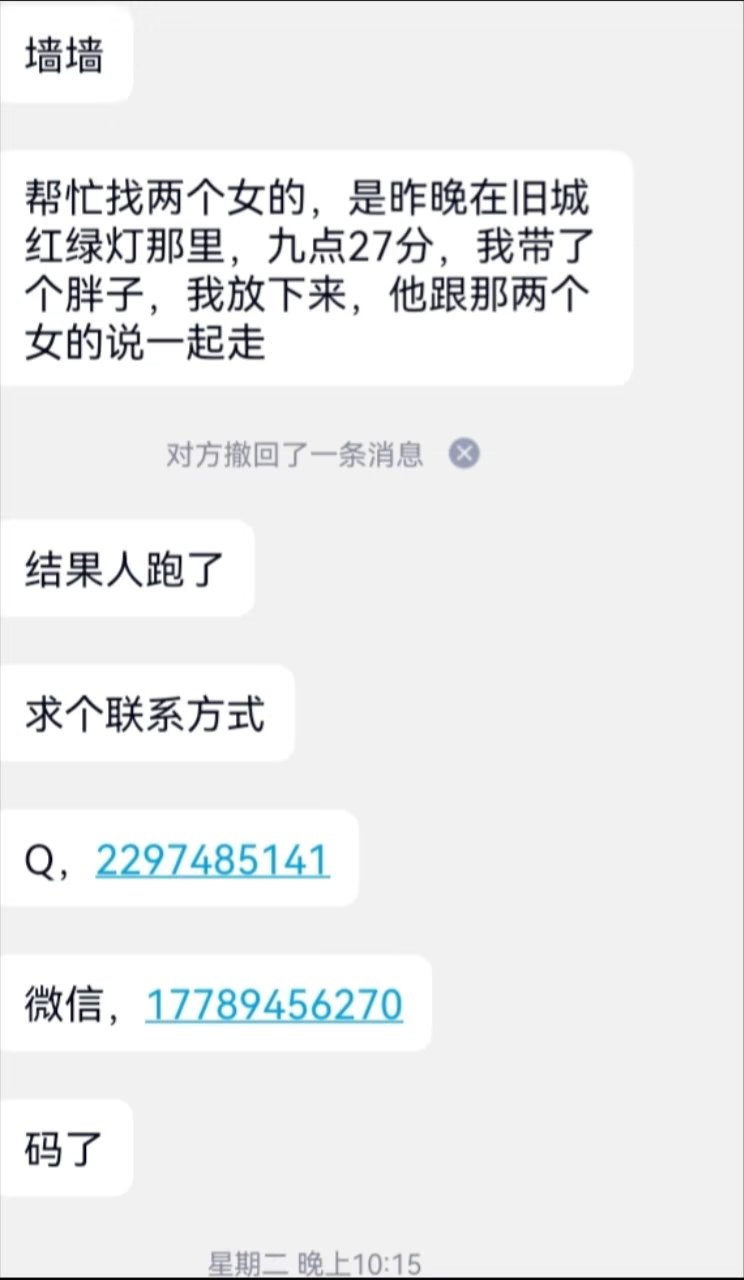 墙墙
帮忙找两个女的，是昨晚在旧城
红绿灯那里，九点27分，我带了
个胖子，我放下来，他跟那两个
女的说一起走
对方撤回了一条消息
结果人跑了
求个联系方式
Q，2297485141
微信，17789456270
码了
星期二 晚上10:15